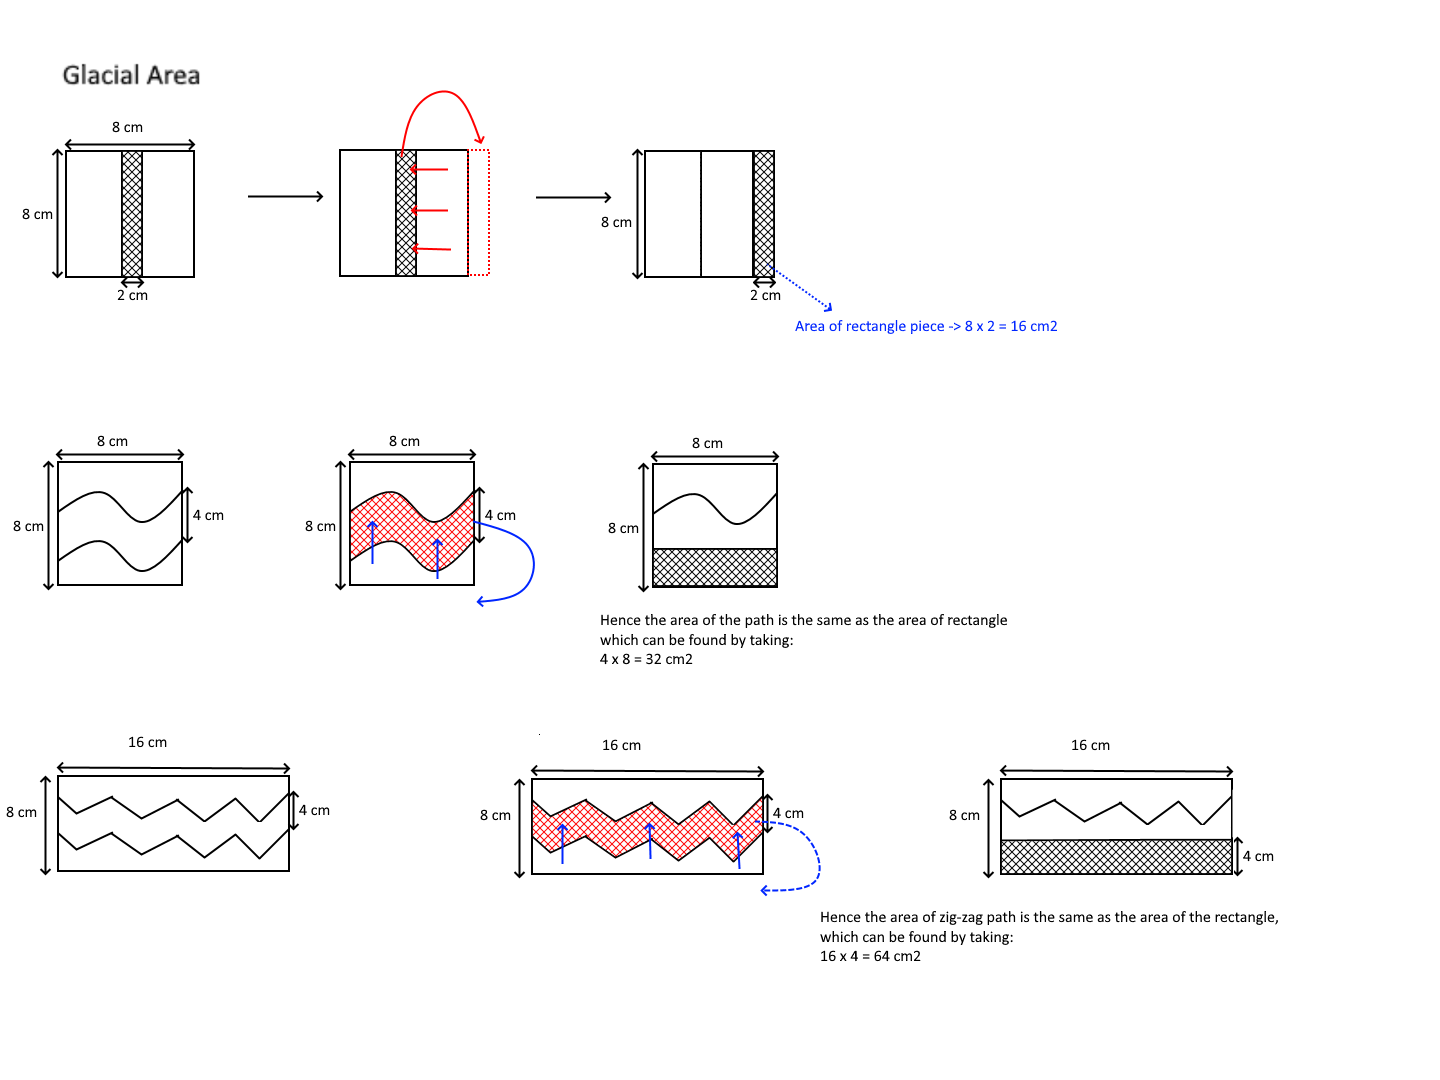 Glacial Area
8 cm
8 cm
2 cm
8 cm
2 cm
Area of rectangle piece -> 8 x 2 = 16 cm2
8 cm
8 cm
4 cm
8 cm
8 cm
4 cm
8 cm
8 cm
Hence the area of the path is the same as the area of rectangle
which can be found by taking:
4 x 8 = 32 cm2
16 cm
8 cm
4 cm
16 cm
8 cm
4 cm
16 cm
8 cm
4 cm
Hence the area of zig-zag path is the same as the area of the rectangle,
which can be found by taking:
16 x 4 = 64 cm2